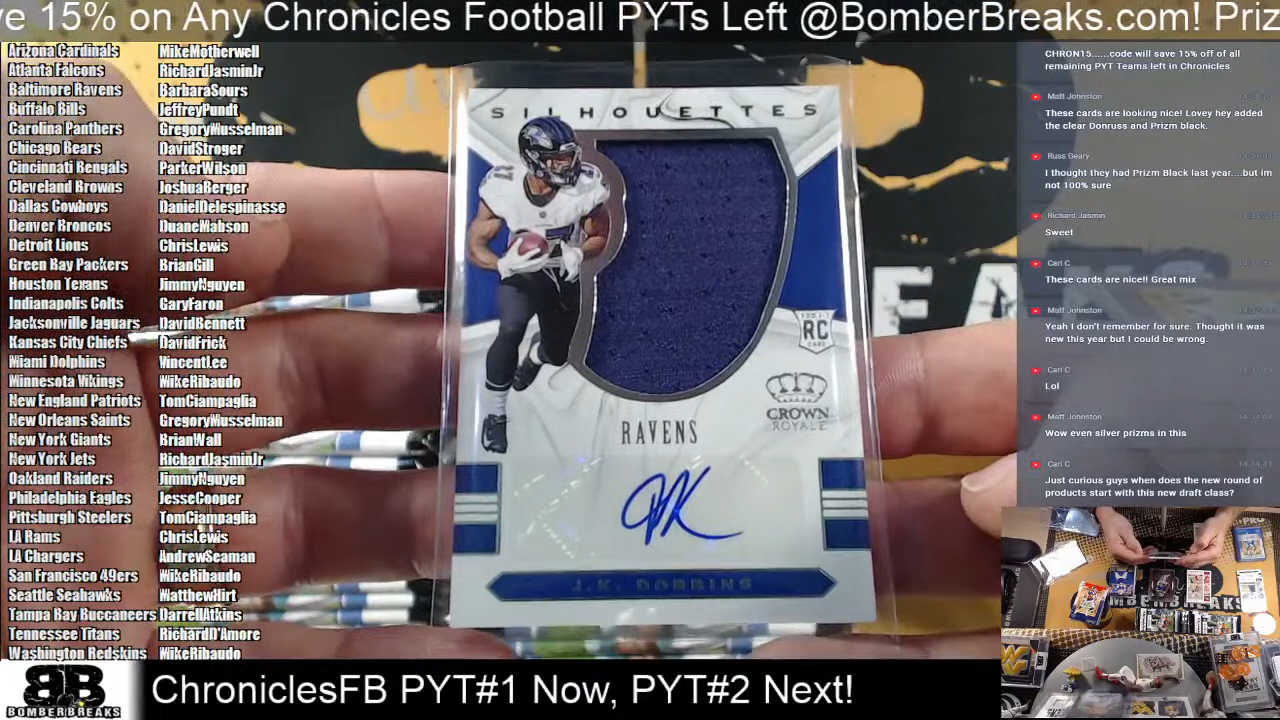 ve 15% on Any Chronicles Football PYTs Left @BomberBreaks.com! Priz
Arizona Cardinals MikeMotherwell
Atlanta Falcons RichardJasminJr
Baltimore Ravens BarbaraSours
Buffalo Bills JeffreyPundt
Carolina Panthers GregoryMusselman
Chicago Bears DavidStroger
Cincinnati Bengals ParkerWilson
Cleveland Browns JoshuaBerger
Dallas Cowboys DanielDelespinasse
Denver Broncos DuaneMabson
Detroit Lions ChrisLewis
Green Bay Packers BrianGill
Houston Texans JimmyNguyen
Indianapolis Colts GaryFaron
Jacksonville Jaguars DavidBennett
Kansas City Chiefs DavidFrick
Miami Dolphins VincentLee
Minnesota Vikings MikeRibaudo
New England Patriots TomCiampaglia
New Orleans Saints GregoryMusselman
New York Giants BrianWall
New York Jets RichardJasminJr
Oakland Raiders JimmyNguyen
Philadelphia Eagles JesseCooper
Pittsburgh Steelers TomCiampaglia
LA Rams ChrisLewis
LA Chargers AndrewSeaman
San Francisco 49ers MikeRibaudo
Seattle Seahawks MatthewHirt
Tampa Bay Buccaneers DarrellAtkins
Tennessee Titans RichardD'Amore
Washington Redskins MikeRibaudo
SILHOUETTES
RC
CROWN
ROYALE
RAVENS
J.K. DOBBINS
CHRON15......code will save 15% off of all
remaining PYT Teams left in Chronicles
Matt Johnston
These cards are looking nice! Lovey hey added
the clear Donruss and Prizm black.
Russ Geary
I thought they had Prizm Black last year....but im
not 100% sure
Richard Jasmin
Sweet
Carl C
These cards are nice!! Great mix
Matt Johnston
Yeah I don't remember for sure. Thought it was
new this year but I could be wrong.
Carl C
Lol
Matt Johnston
Wow even silver prizms in this
Carl C
Just curious guys when does the new round of
products start with this new draft class?
BOMBERBREAKS
BB
BOMBERBREAKS
ChroniclesFB PYT#1 Now, PYT#2 Next!